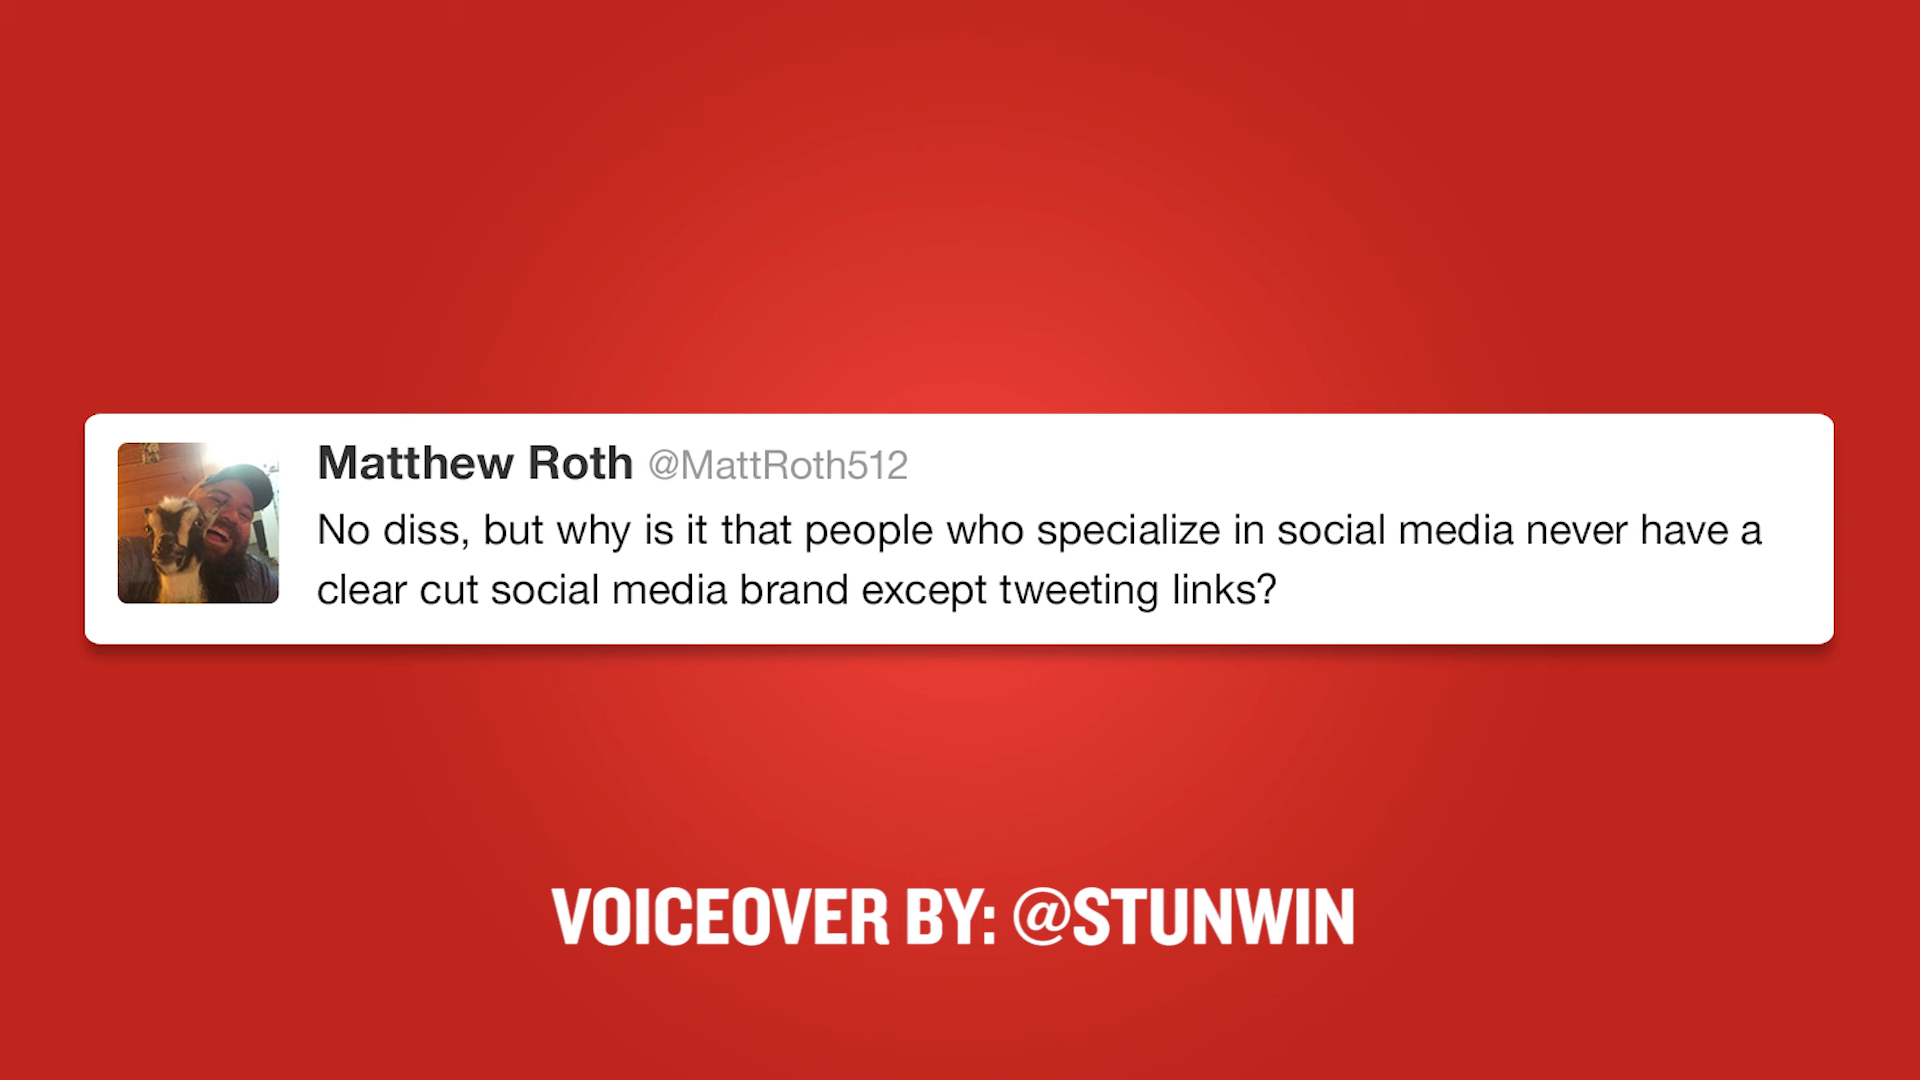 Matthew Roth @MattRoth512
No diss, but why is it that people who specialize in social media never have a
clear cut social media brand except tweeting links?
VOICEOVER BY: @STUNWIN